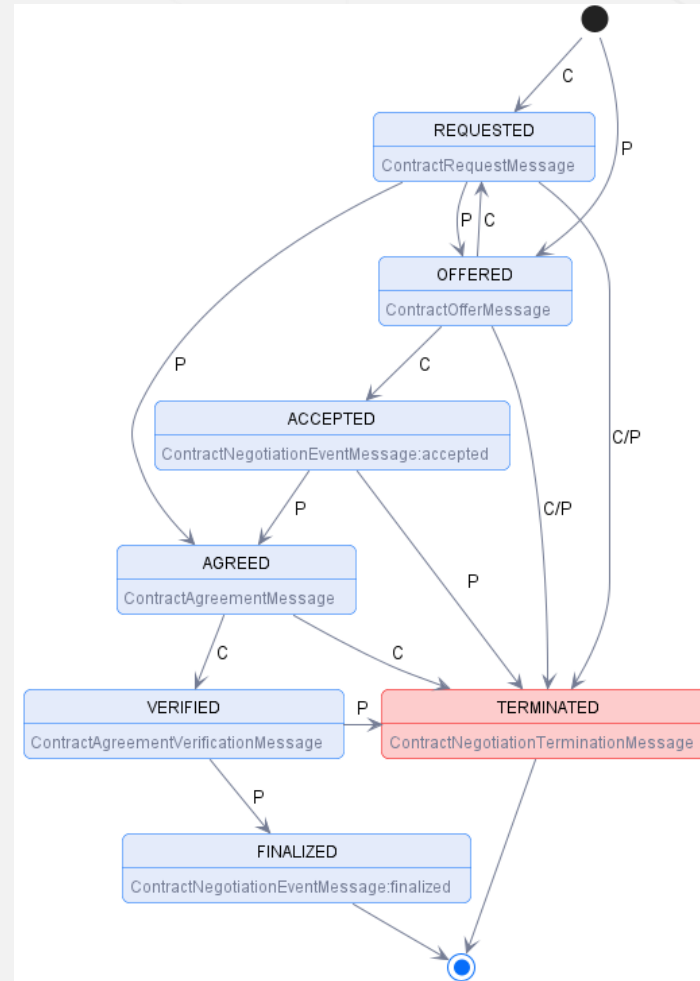 C
REQUESTED
P
ContractRequestMessage
P
C
OFFERED
ContractOfferMessage
P
C
ACCEPTED
C/P
ContractNegotiationEventMessage:accepted
P
C/P
AGREED
P
ContractAgreementMessage
C
C
VERIFIED
P
TERMINATED
ContractAgreementVerificationMessage
ContractNegotiationTerminationMessage
P
FINALIZED
ContractNegotiationEventMessage:finalized